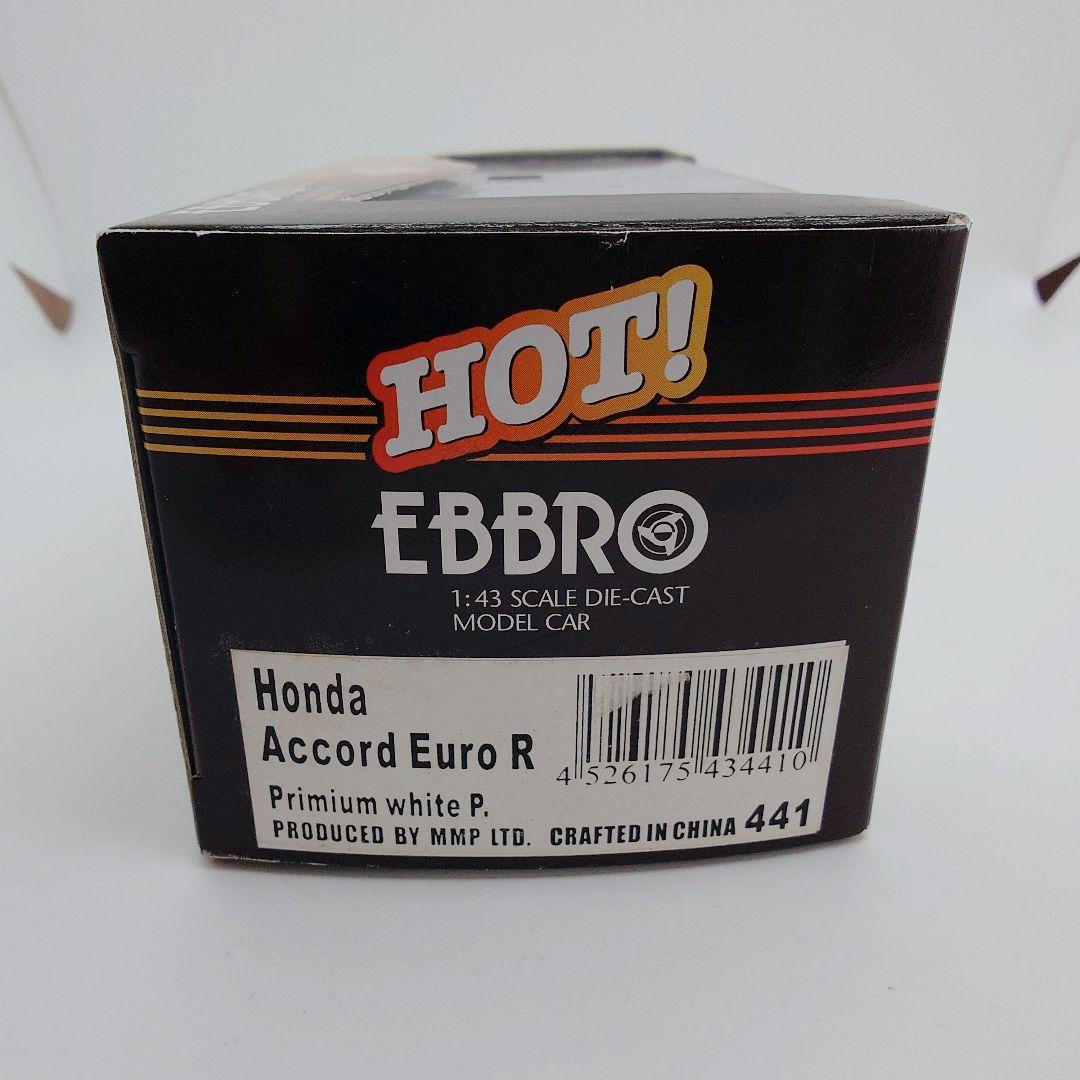 HOT!
EBBRO
1:43 SCALE DIE-CAST
MODEL CAR
Honda
Accord Euro R
4 526175 434410
Primium white P.
PRODUCED BY MMP LTD. CRAFTED IN CHINA 441